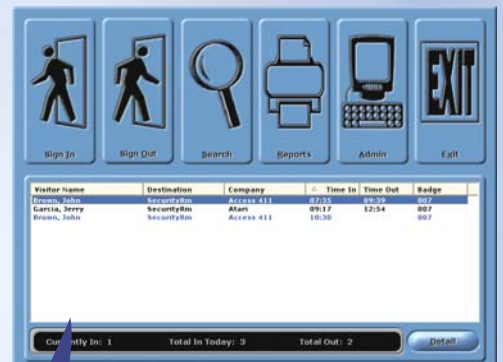 EXIT
Sign In Sign Out Search Reports Admin Exit
Visitor Name Destination Company Time In Time Out Badge
Brown, John SecurityRm Access 411 07:35 09:39 007
Garcia, Jerry SecurityRm Atari 09:17 12:54 007
Brown, John SecurityRm Access 411 10:30 007
Currently In: 1 Total In Today: 3 Total Out: 2 Detail